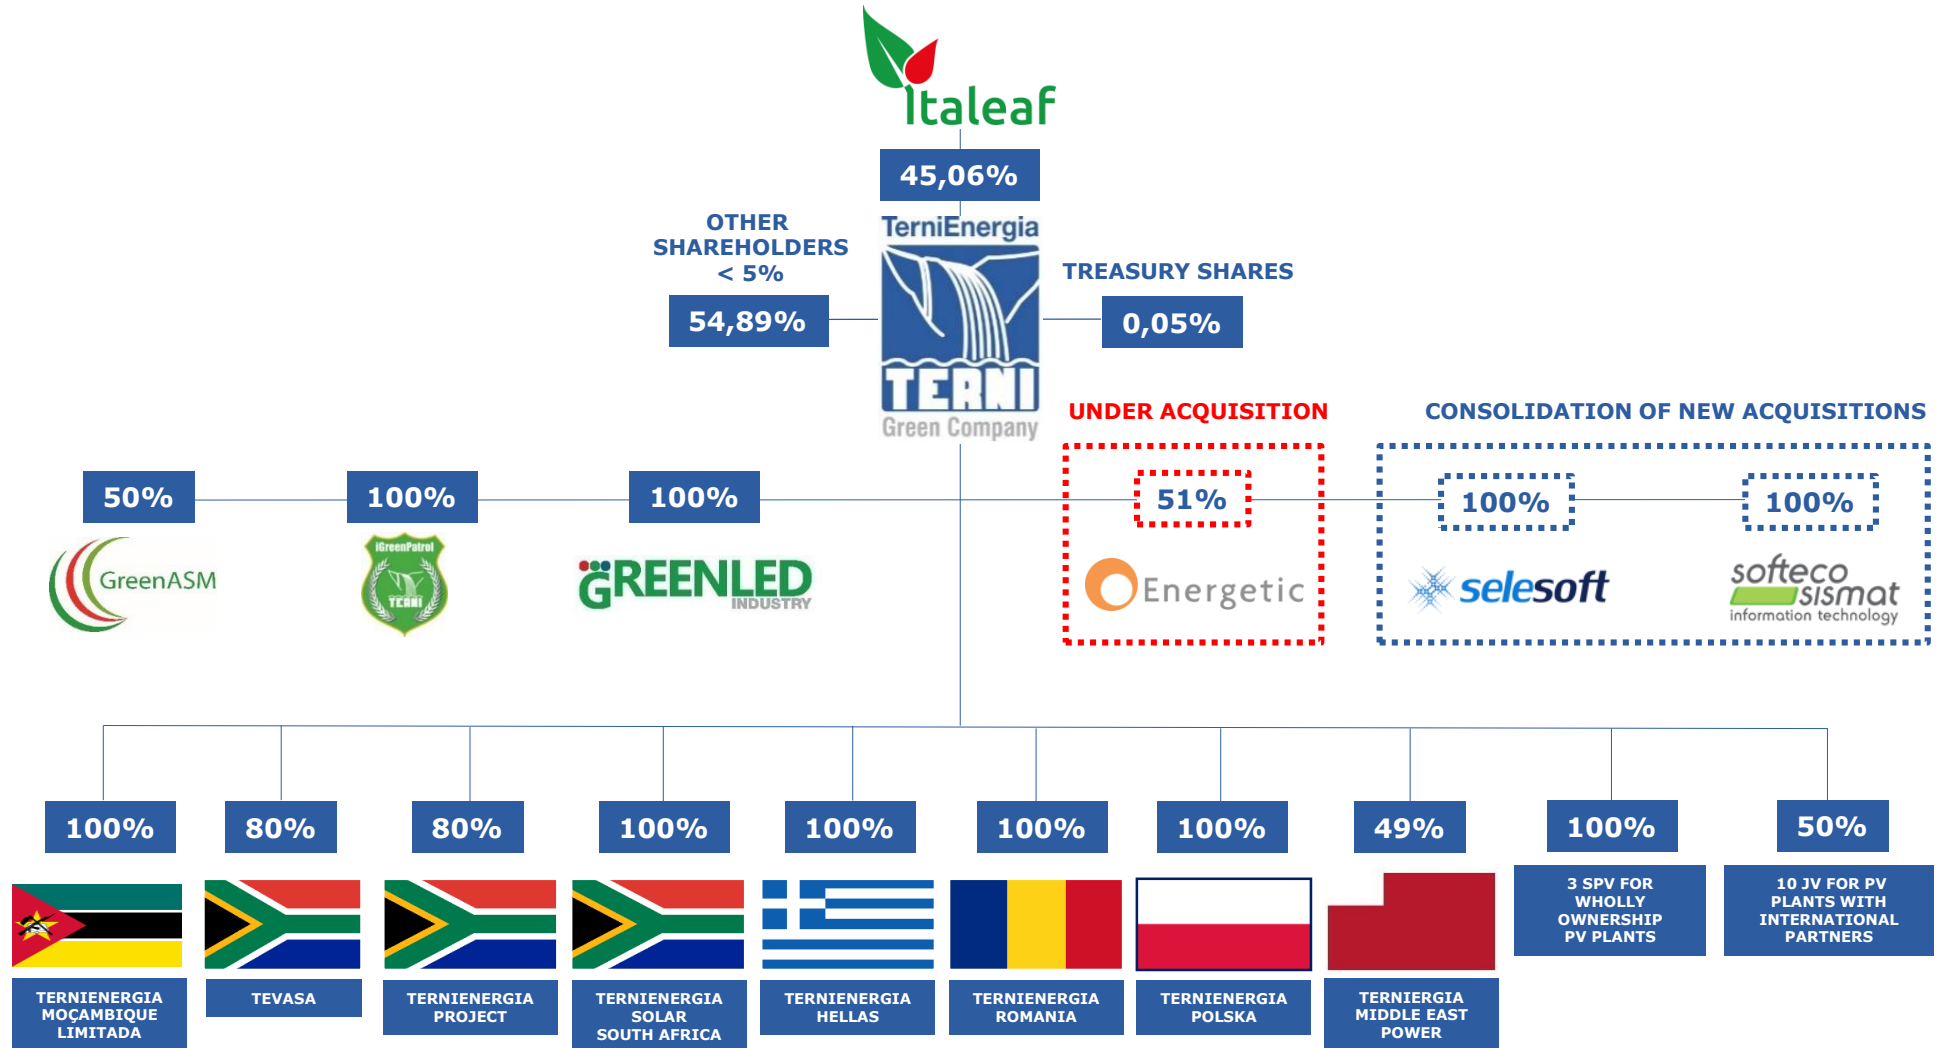 Italeaf
45,06%
OTHER
SHAREHOLDERS
< 5%
54,89%
TerniEnergia
TERNI
Green Company
TREASURY SHARES
0,05%
UNDER ACQUISITION
CONSOLIDATION OF NEW ACQUISITIONS
50%
100%
100%
51%
100%
100%
GreenASM
iGreenPatrol
TERNI
GREENLED
INDUSTRY
Energetic
selesoft
softeco
sismat
information technology
100%
80%
80%
100%
100%
100%
100%
49%
100%
50%
3 SPV FOR
WHOLLY
OWNERSHIP
PV PLANTS
10 JV FOR PV
PLANTS WITH
INTERNATIONAL
PARTNERS
TERNIENERGIA
MOÇAMBIQUE
LIMITADA
TEVASA
TERNIENERGIA
PROJECT
TERNIENERGIA
SOLAR
SOUTH AFRICA
TERNIENERGIA
HELLAS
TERNIENERGIA
ROMANIA
TERNIENERGIA
POLSKA
TERNIERGIA
MIDDLE EAST
POWER